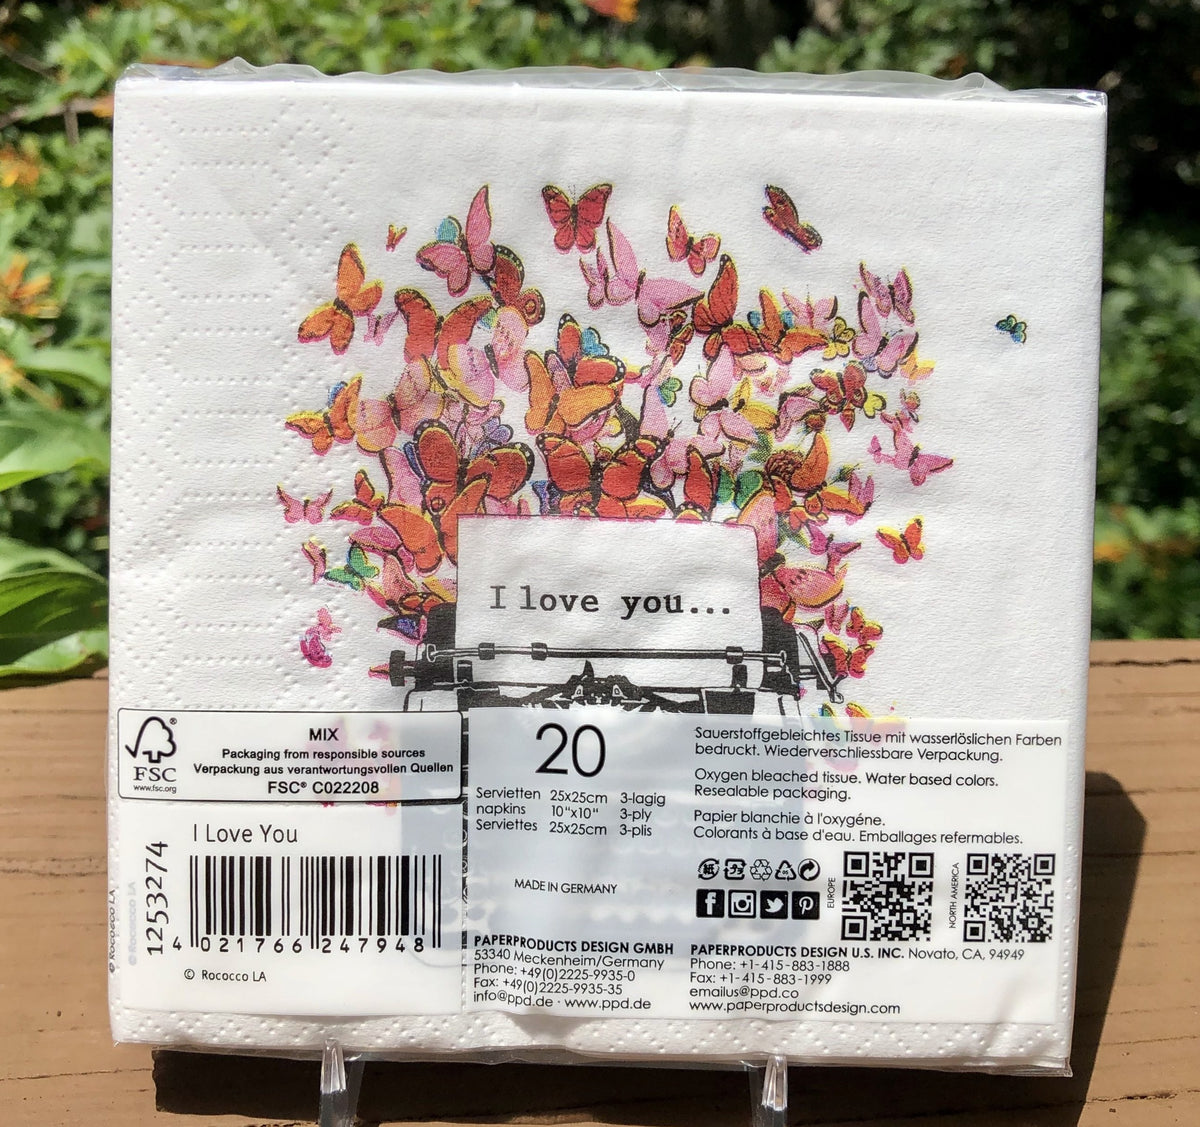 I love you...
FSC®
www.fsc.org
MIX
Packaging from responsible sources
Verpackung aus verantwortungsvollen Quellen
FSC® C022208
20
Servietten 25x25cm 3-lagig
napkins 10"x10" 3-ply
Serviettes 25x25cm 3-plis
MADE IN GERMANY
Sauerstoffgebleichtes Tissue mit wasserlöslichen Farben
bedruckt. Wiederverschliessbare Verpackung.
Oxygen bleached tissue. Water based colors.
Resealable packaging.
Papier blanchie à l'oxygéne.
Colorants à base d'eau. Emballages refermables.
EUROPE
NORTH AMERICA
I Love You
1253274
4 021766 247948
© Rococco LA
© Rococco LA
PAPERPRODUCTS DESIGN GMBH
53340 Meckenheim/Germany
Phone: +49(0)2225-9935-0
Fax: +49(0)2225-9935-35
info@ppd.de · www.ppd.de
PAPERPRODUCTS DESIGN U.S. INC. Novato, CA, 94949
Phone: +1-415-883-1888
Fax: +1-415-883-1999
emailus@ppd.co
www.paperproductsdesign.com